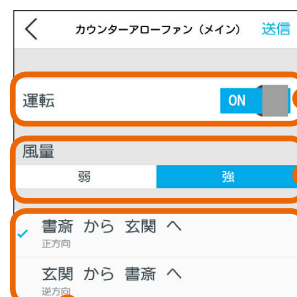 カウンターアローファン（メイン） 送信
運転 ON
風量
弱 強
書斎 から 玄関 へ
正方向
玄関 から 書斎 へ
逆方向